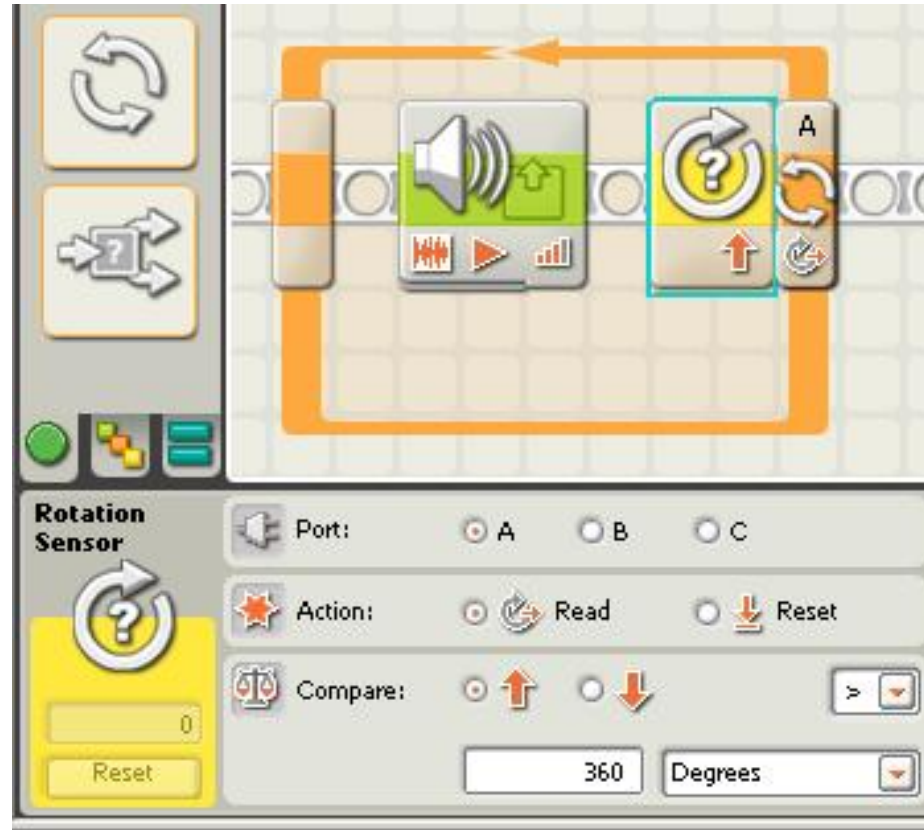 A
Rotation
Sensor
Port: A B C
Action: Read Reset
Compare: >
0
360 Degrees
Reset